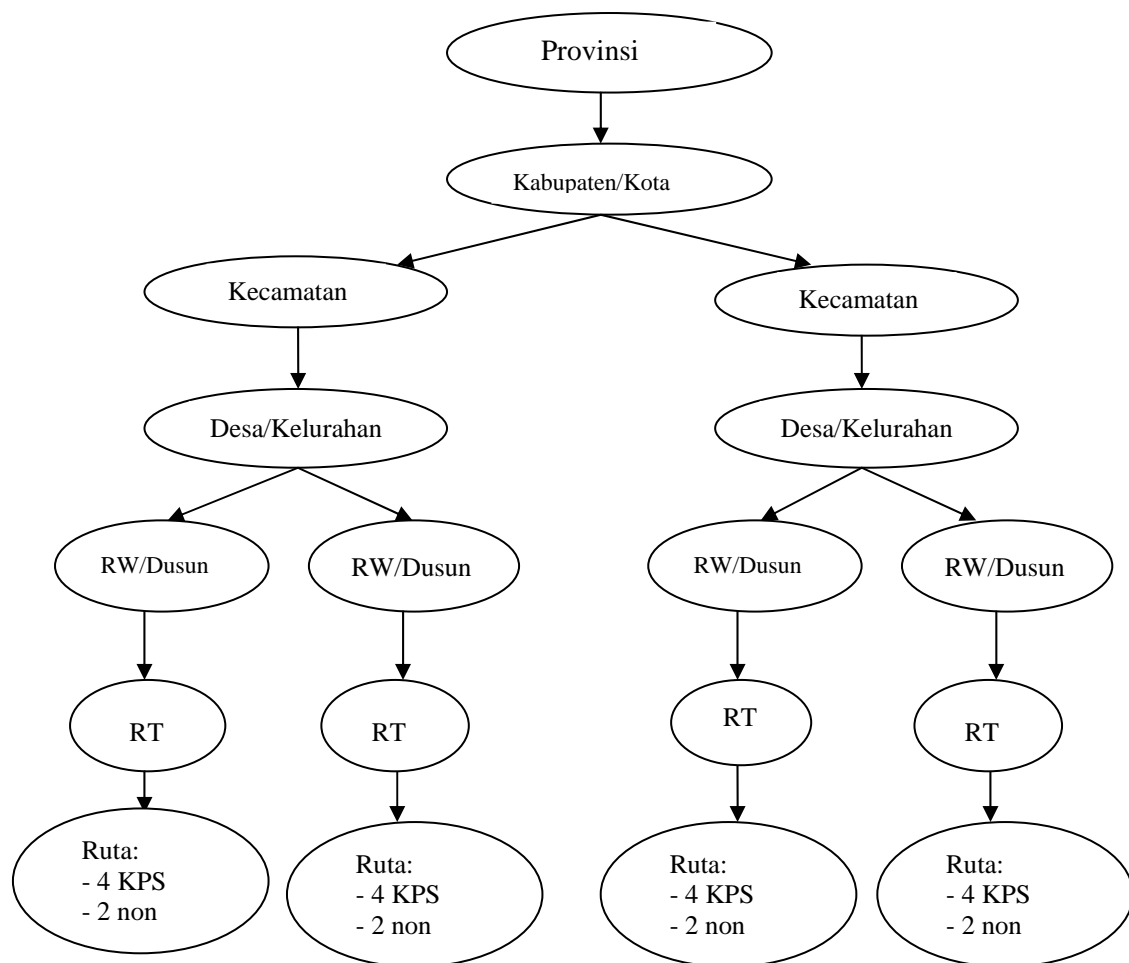 Provinsi
Kabupaten/Kota
Kecamatan
Kecamatan
Desa/Kelurahan
Desa/Kelurahan
RW/Dusun
RW/Dusun
RW/Dusun
RW/Dusun
RT
RT
RT
RT
Ruta:
- 4 KPS
- 2 non
Ruta:
- 4 KPS
- 2 non
Ruta:
- 4 KPS
- 2 non
Ruta:
- 4 KPS
- 2 non